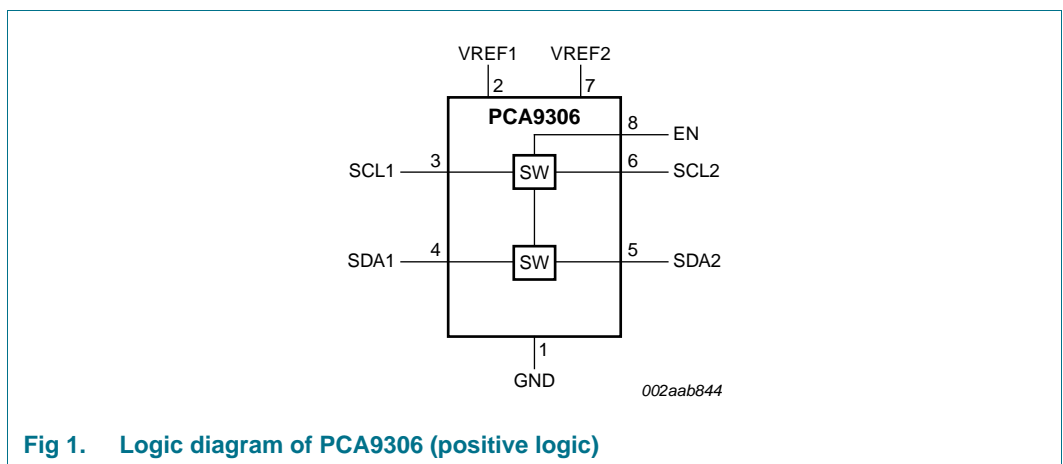 VREF1 VREF2
2 7
PCA9306
8
EN
3 6
SCL1 SW SCL2
4 5
SDA1 SW SDA2
1
GND
002aab844
Fig 1. Logic diagram of PCA9306 (positive logic)